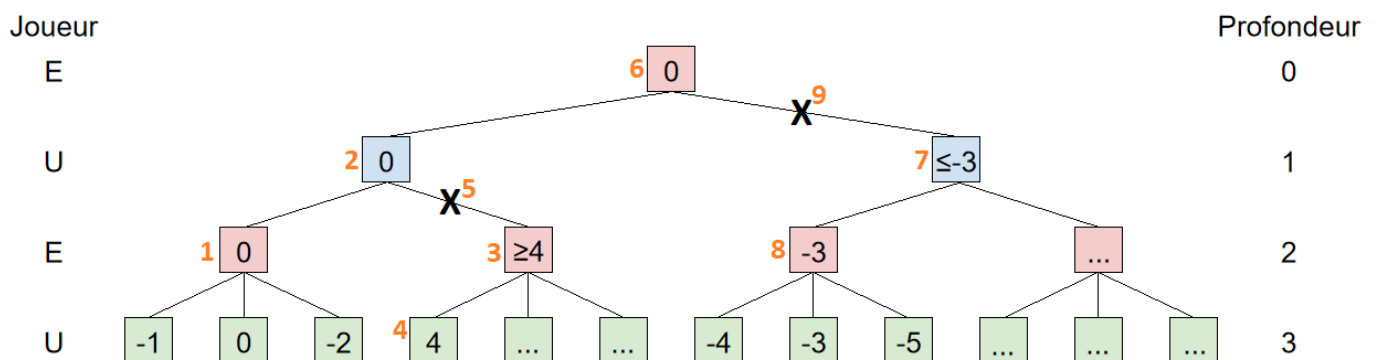 Joueur Profondeur
E 6 0 X 9 0
U 2 0 X 5 7 ≤-3 1
E 1 0 3 ≥4 8 -3 ... 2
U -1 0 -2 4 4 ... ... -4 -3 -5 ... ... ... 3